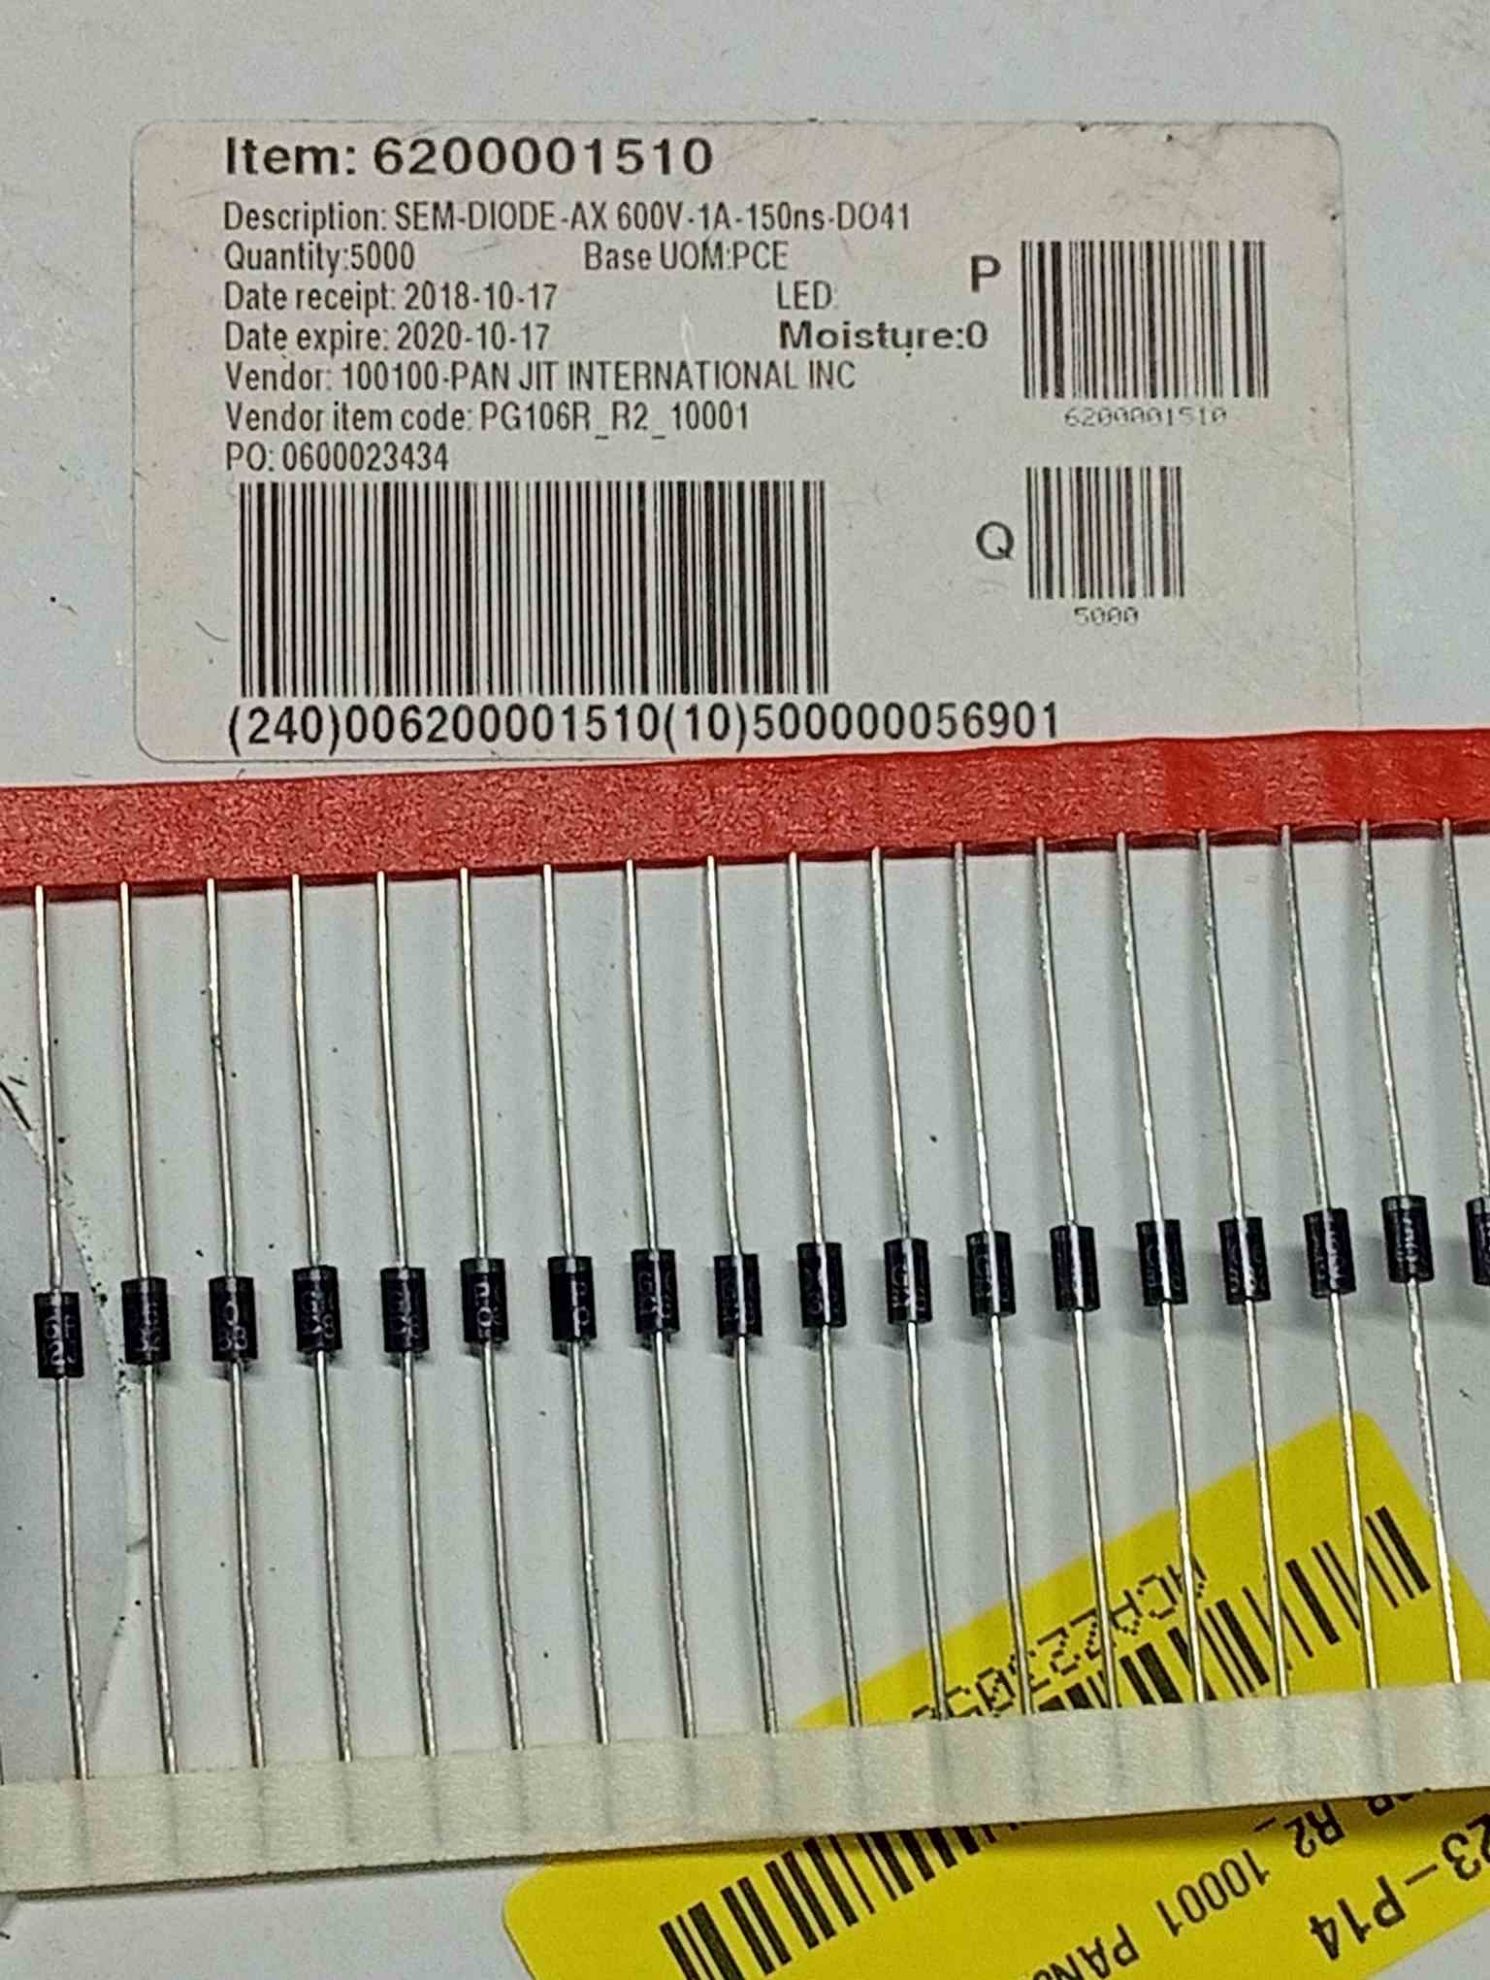 Item: 6200001510
Description: SEM-DIODE-AX 600V-1A-150ns-DO41
Quantity:5000 Base UOM:PCE
Date receipt: 2018-10-17 LED:
Date expire: 2020-10-17 Moisture:0
Vendor: 100100-PAN JIT INTERNATIONAL INC
Vendor item code: PG106R_R2_10001
PO: 0600023434
P
6200001510
Q
5000
(240)006200001510(10)500000056901
R2_10001
23-P14